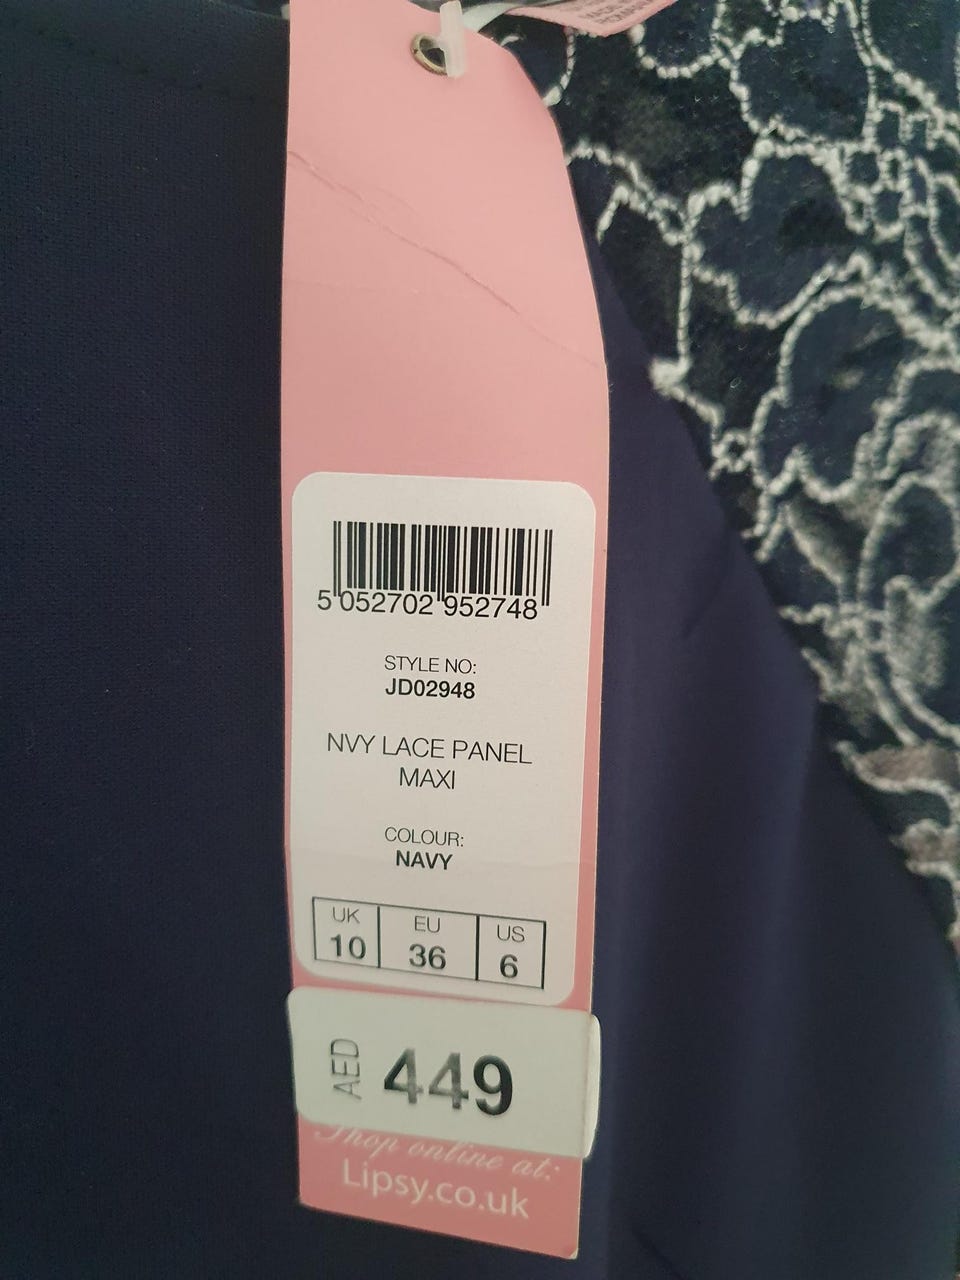 5 052702 952748
STYLE NO:
JD02948
NVY LACE PANEL
MAXI
COLOUR:
NAVY
UK EU US
10 36 6
AED 449
Shop online at:
Lipsy.co.uk